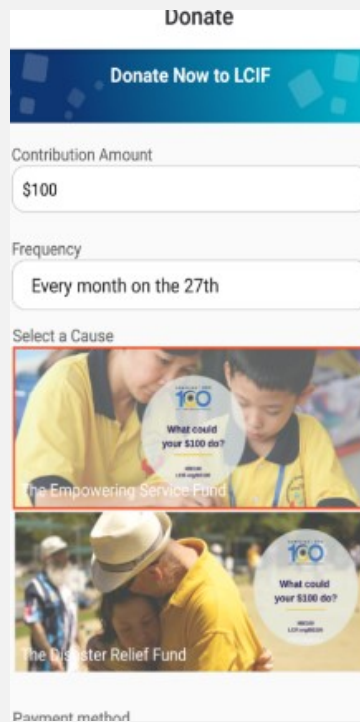 Donate
Donate Now to LCIF
Contribution Amount
$100
Frequency
Every month on the 27th
Select a Cause
100
What could
your $100 do?
The Empowering Service Fund
100
What could
your $100 do?
The Disaster Relief Fund
Payment method